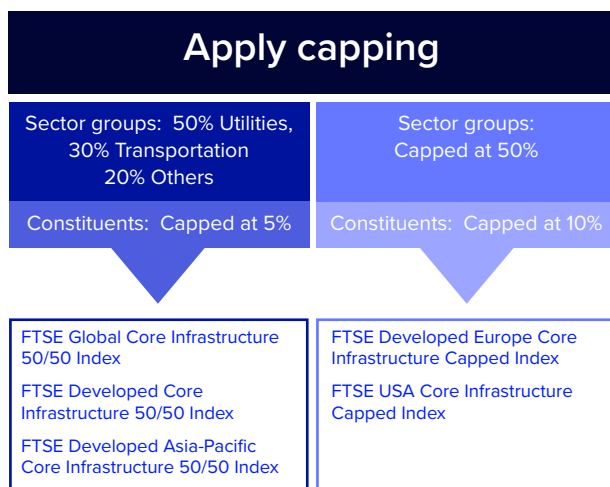 Apply capping
Sector groups: 50% Utilities,
30% Transportation
20% Others
Constituents: Capped at 5%
Sector groups:
Capped at 50%
Constituents: Capped at 10%
FTSE Global Core Infrastructure
50/50 Index
FTSE Developed Core
Infrastructure 50/50 Index
FTSE Developed Asia-Pacific
Core Infrastructure 50/50 Index
FTSE Developed Europe Core
Infrastructure Capped Index
FTSE USA Core Infrastructure
Capped Index